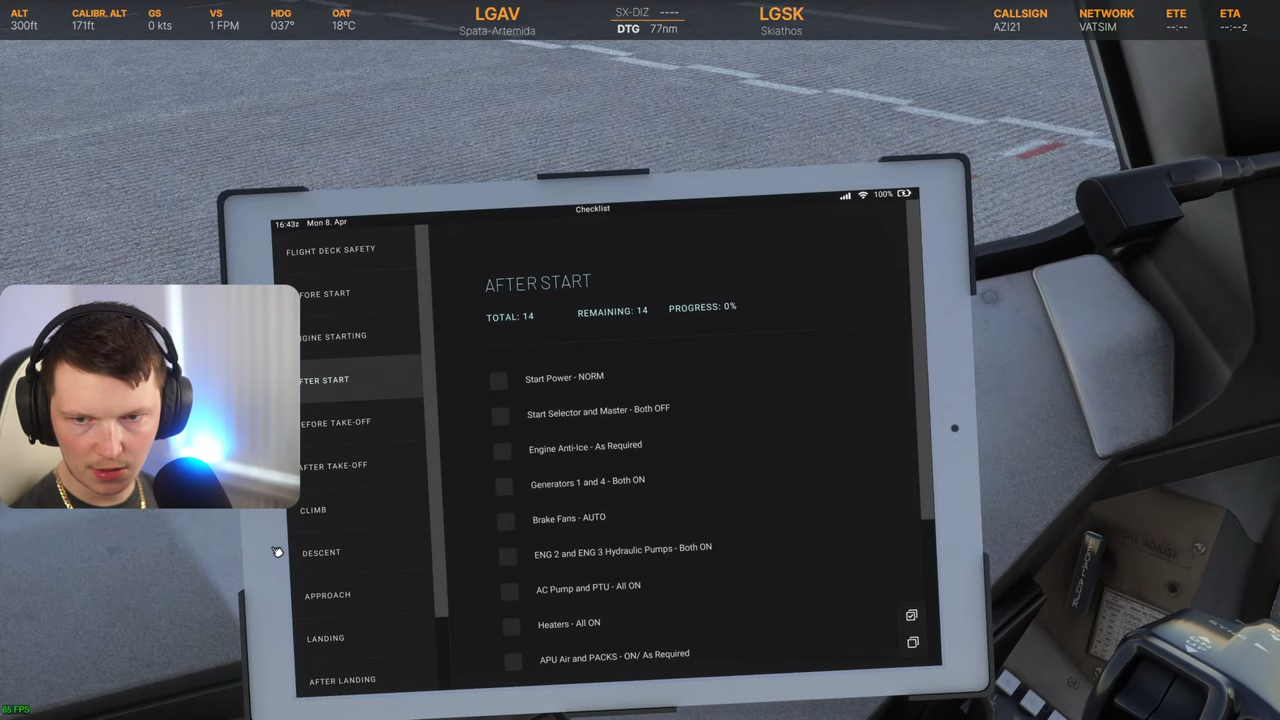 ALT
300ft
CALIBR. ALT
171ft
GS
0 kts
VS
1 FPM
HDG
037°
OAT
18°C
LGAV
Spata-Artemida
SX-DIZ ----
DTG 77nm
LGSK
Skiathos
CALLSIGN
AZI21
NETWORK
VATSIM
ETE
--:--
ETA
--:--Z
16:43z Mon 8. Apr
Checklist
100%
FLIGHT DECK SAFETY
EFORE START
NGINE STARTING
FTER START
EFORE TAKE-OFF
AFTER TAKE-OFF
CLIMB
DESCENT
APPROACH
LANDING
AFTER LANDING
AFTER START
TOTAL: 14 REMAINING: 14 PROGRESS: 0%
Start Power - NORM
Start Selector and Master - Both OFF
Engine Anti-Ice - As Required
Generators 1 and 4 - Both ON
Brake Fans - AUTO
ENG 2 and ENG 3 Hydraulic Pumps - Both ON
AC Pump and PTU - All ON
Heaters - All ON
APU Air and PACKS - ON/ As Required
85 FPS